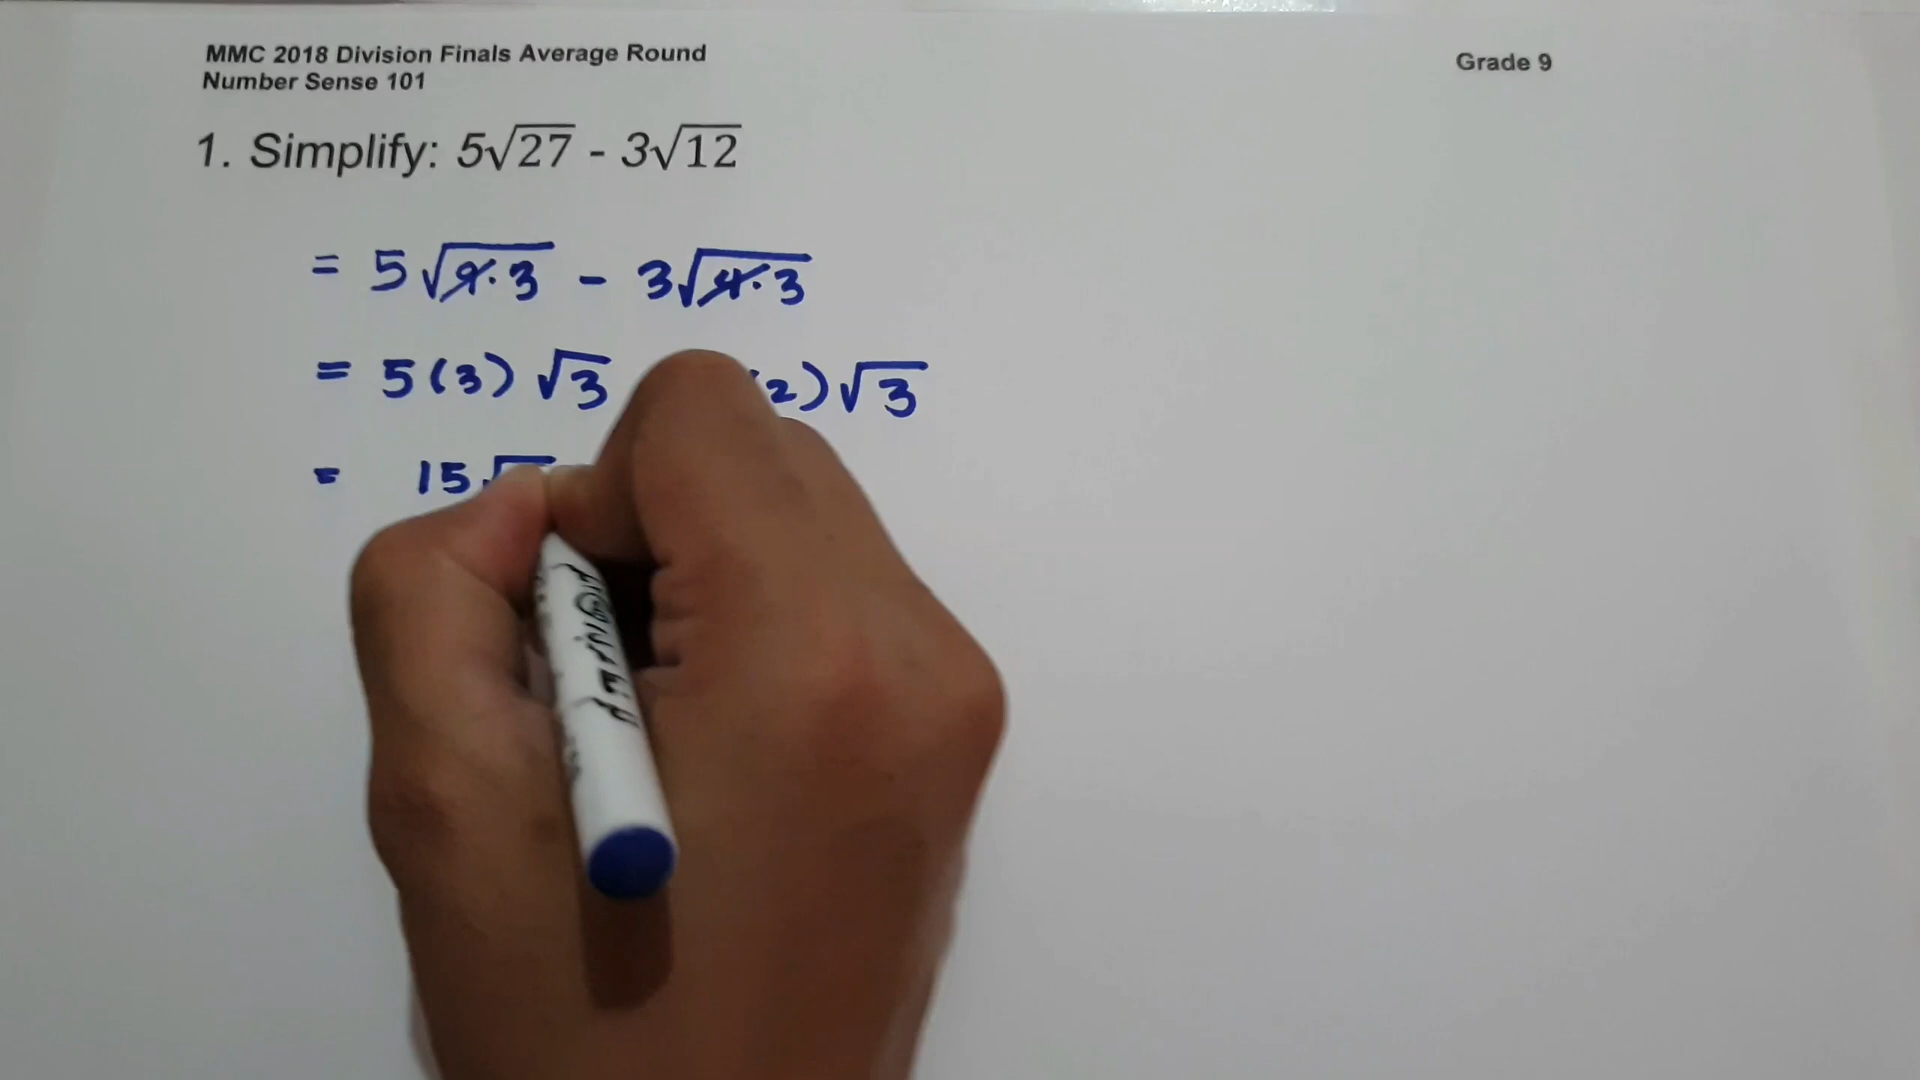 MMC 2018 Division Finals Average Round
Grade 9
Number Sense 101
1. Simplify: 5√27 - 3√12
= 5√9·3 - 3√4·3
= 5(3)√3 2)√3
= 15√